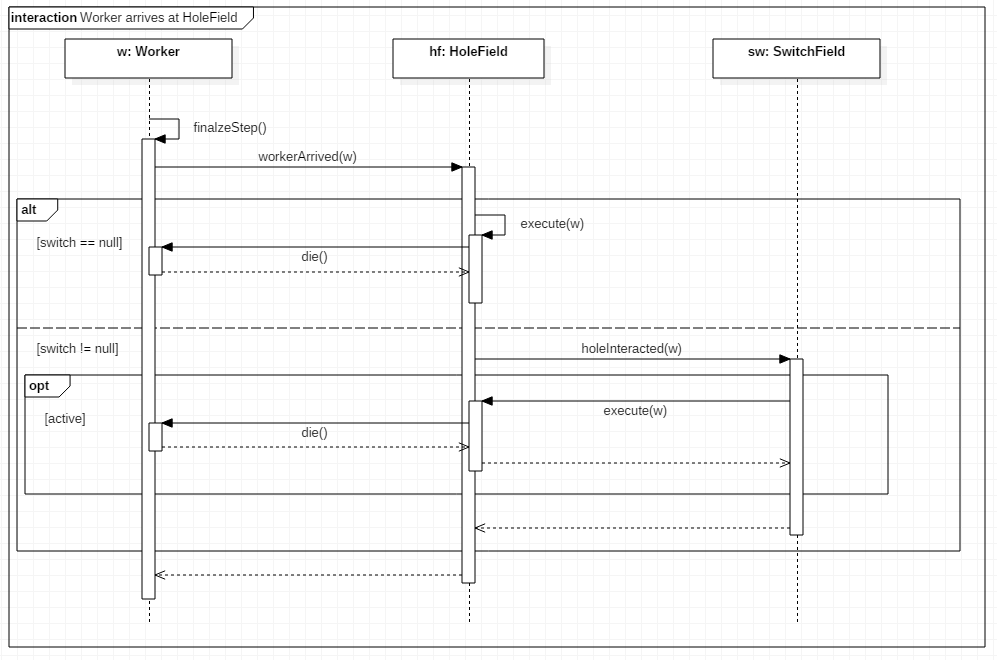 interaction Worker arrives at HoleField
w: Worker
hf: HoleField
sw: SwitchField
finalzeStep()
workerArrived(w)
alt
execute(w)
[switch == null]
die()
[switch != null]
holeInteracted(w)
opt
execute(w)
[active]
die()